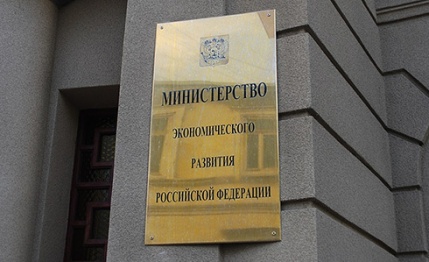 МИНИСТЕРСТВО
ЭКОНОМИЧЕСКОГО
РАЗВИТИЯ
РОССИЙСКОЙ ФЕДЕРАЦИИ